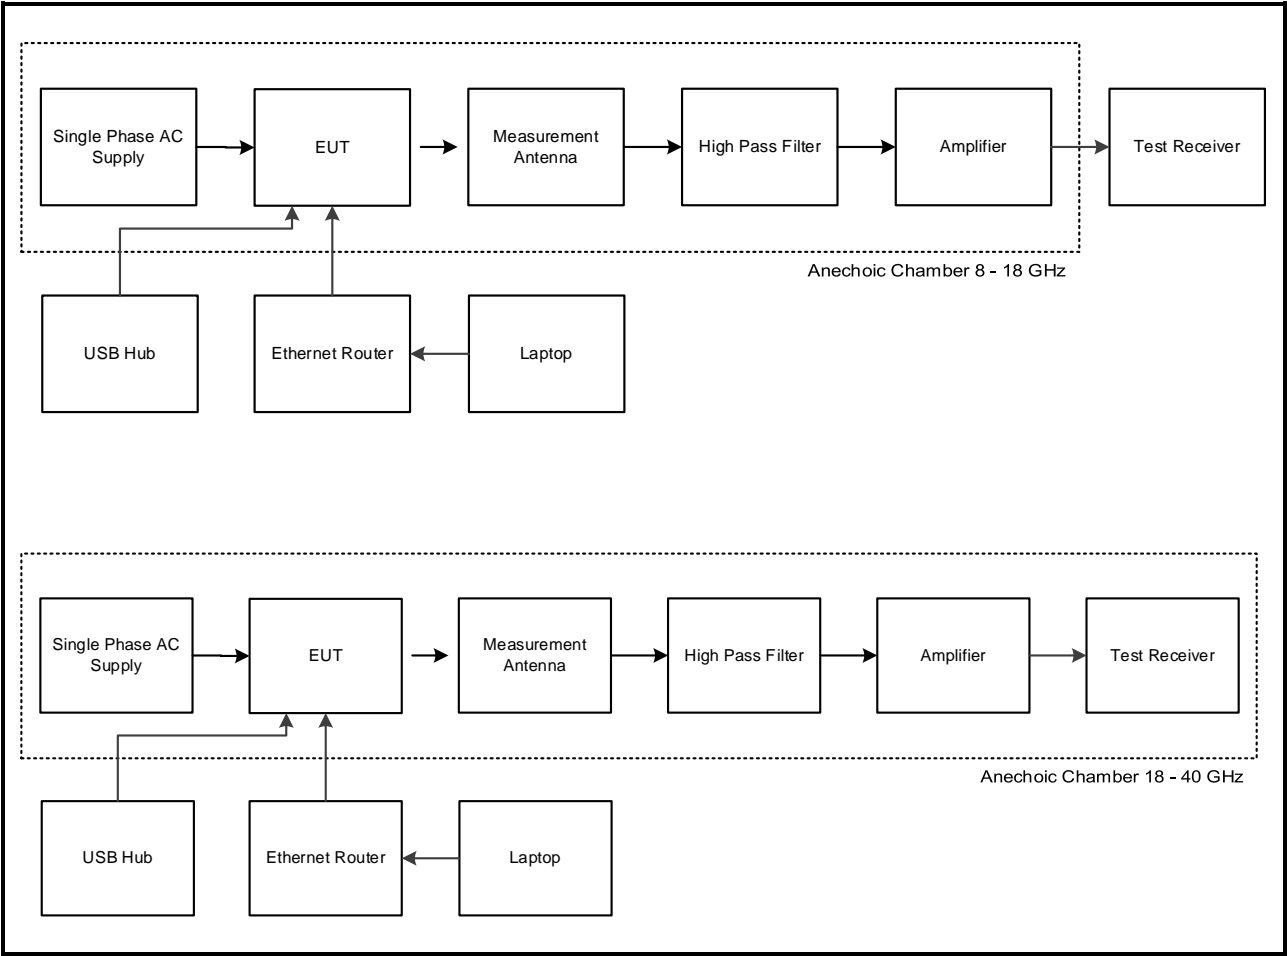 Single Phase AC
Supply
EUT
Measurement
Antenna
High Pass Filter
Amplifier
Test Receiver
Anechoic Chamber 8 - 18 GHz
USB Hub
Ethernet Router
Laptop
Single Phase AC
Supply
EUT
Measurement
Antenna
High Pass Filter
Amplifier
Test Receiver
Anechoic Chamber 18 - 40 GHz
USB Hub
Ethernet Router
Laptop